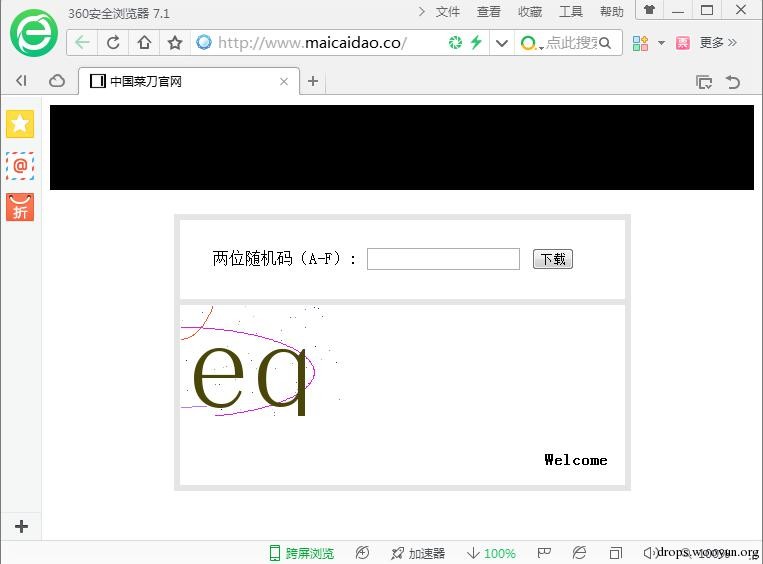 360安全浏览器 7.1
文件 查看 收藏 工具 帮助
http://www.maicaidao.co/
点此搜索
更多 »
中国菜刀官网
@
折
两位随机码（A-F）：
下载
eq
Welcome
跨屏浏览
加速器
100%
100%
drops.wooyun.org